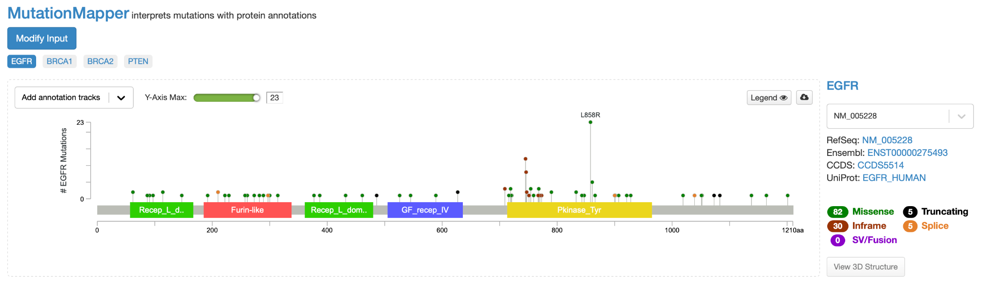 MutationMapper interprets mutations with protein annotations
Modify Input
EGFR BRCA1 BRCA2 PTEN
Add annotation tracks Y-Axis Max: 23 Legend
L858R
23
# EGFR Mutations
0
Recep_L_d.. Furin-like Recep_L_dom.. GF_recep_IV Pkinase_Tyr
0 200 400 600 800 1000 1210aa
EGFR
NM_005228
RefSeq: NM_005228
Ensembl: ENST00000275493
CCDS: CCDS5514
UniProt: EGFR_HUMAN
82 Missense 5 Truncating
30 Inframe 5 Splice
0 SV/Fusion
View 3D Structure